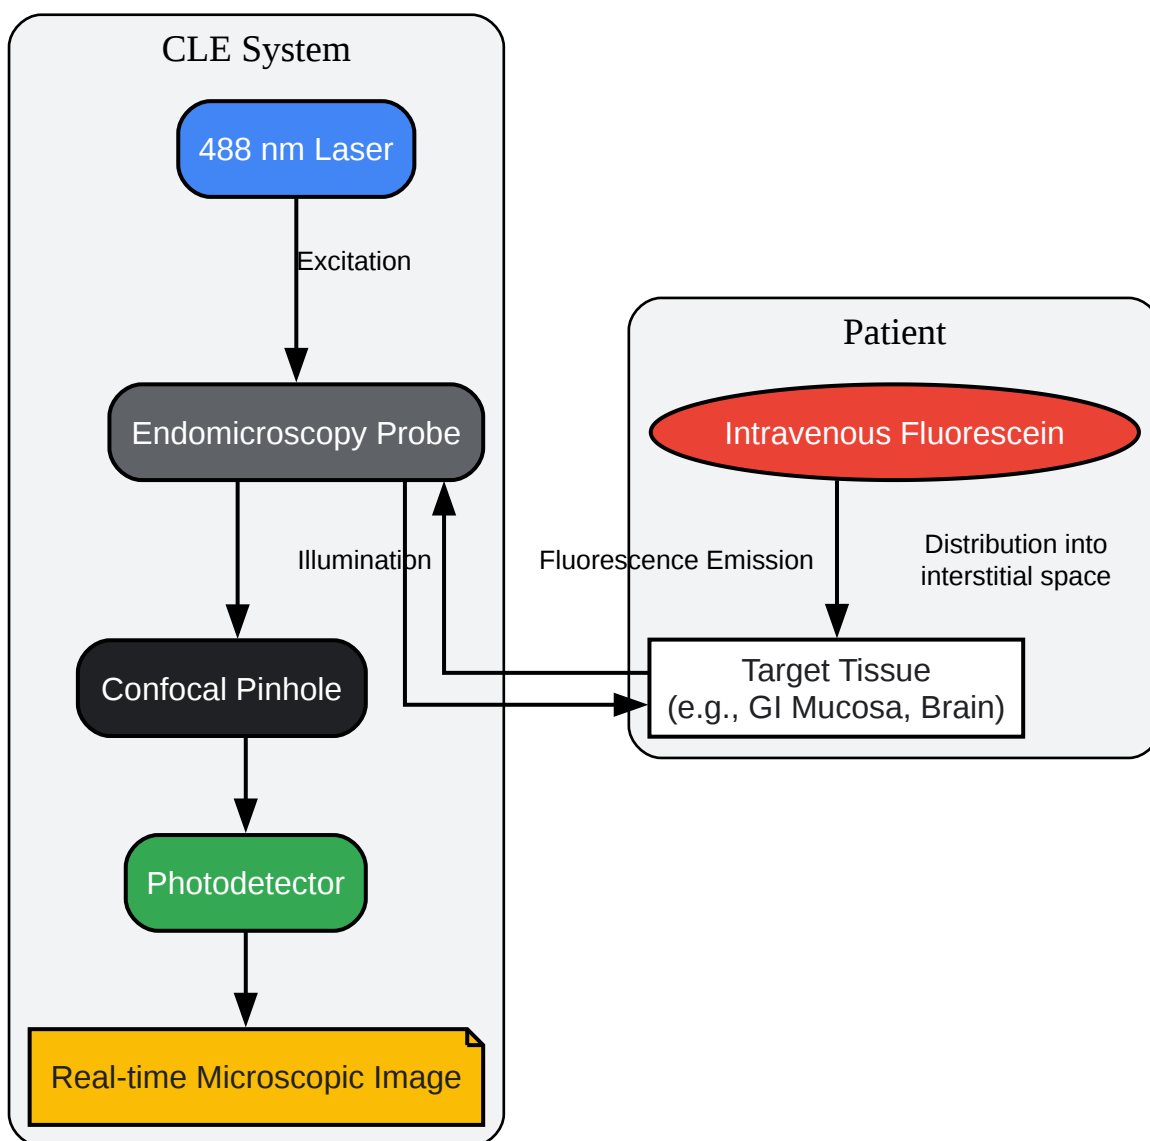 CLE System
488 nm Laser
Excitation
Patient
Endomicroscopy Probe
Intravenous Fluorescein
Illumination
Fluorescence Emission
Distribution into
interstitial space
Confocal Pinhole
Target Tissue
(e.g., GI Mucosa, Brain)
Photodetector
Real-time Microscopic Image